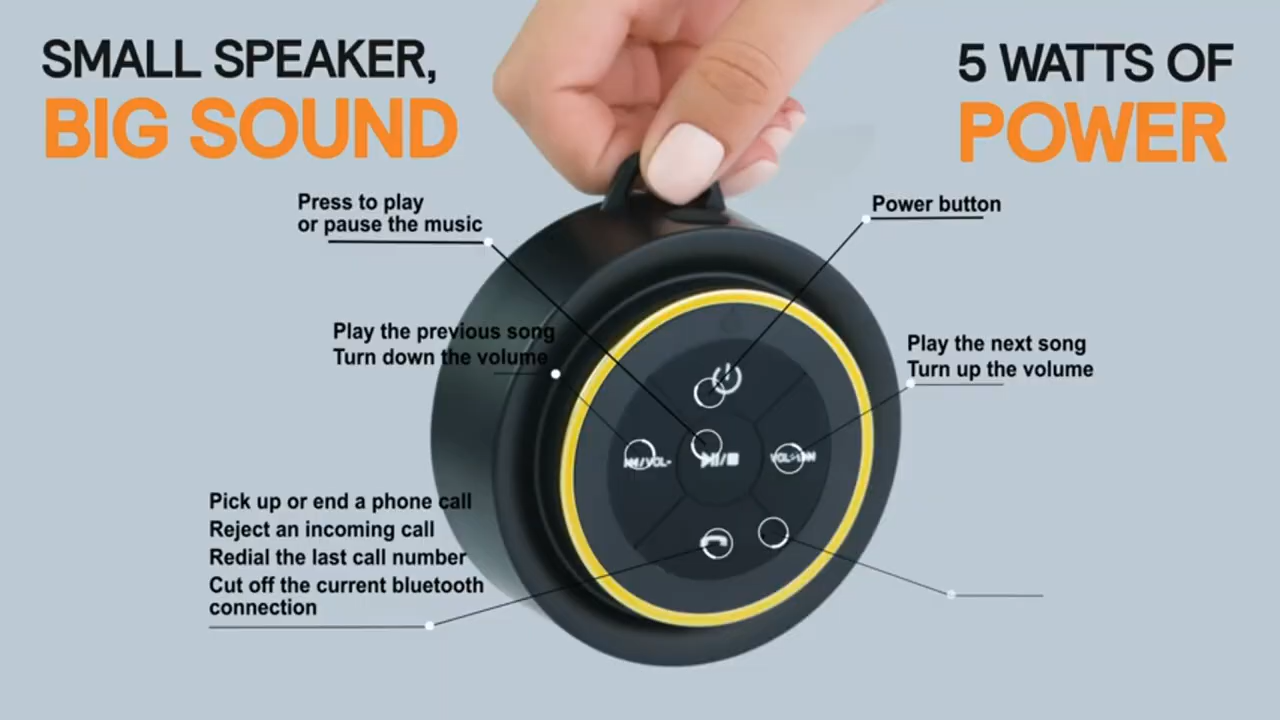 SMALL SPEAKER,
BIG SOUND
5 WATTS OF
POWER
Press to play
or pause the music
Power button
Play the previous song
Turn down the volume
Play the next song
Turn up the volume
Pick up or end a phone call
Reject an incoming call
Redial the last call number
Cut off the current bluetooth
connection